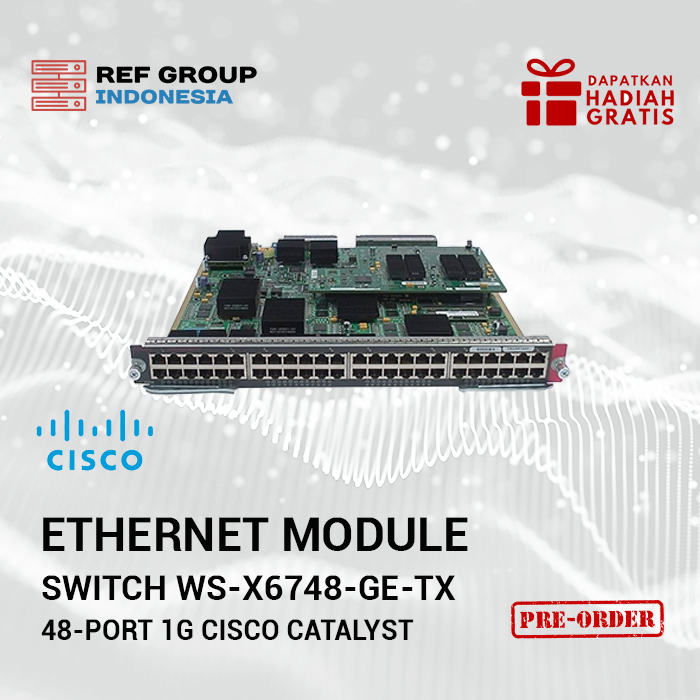 REF GROUP
INDONESIA
DAPATKAN
HADIAH
GRATIS
CISCO
ETHERNET MODULE
SWITCH WS-X6748-GE-TX
48-PORT 1G CISCO CATALYST
PRE-ORDER